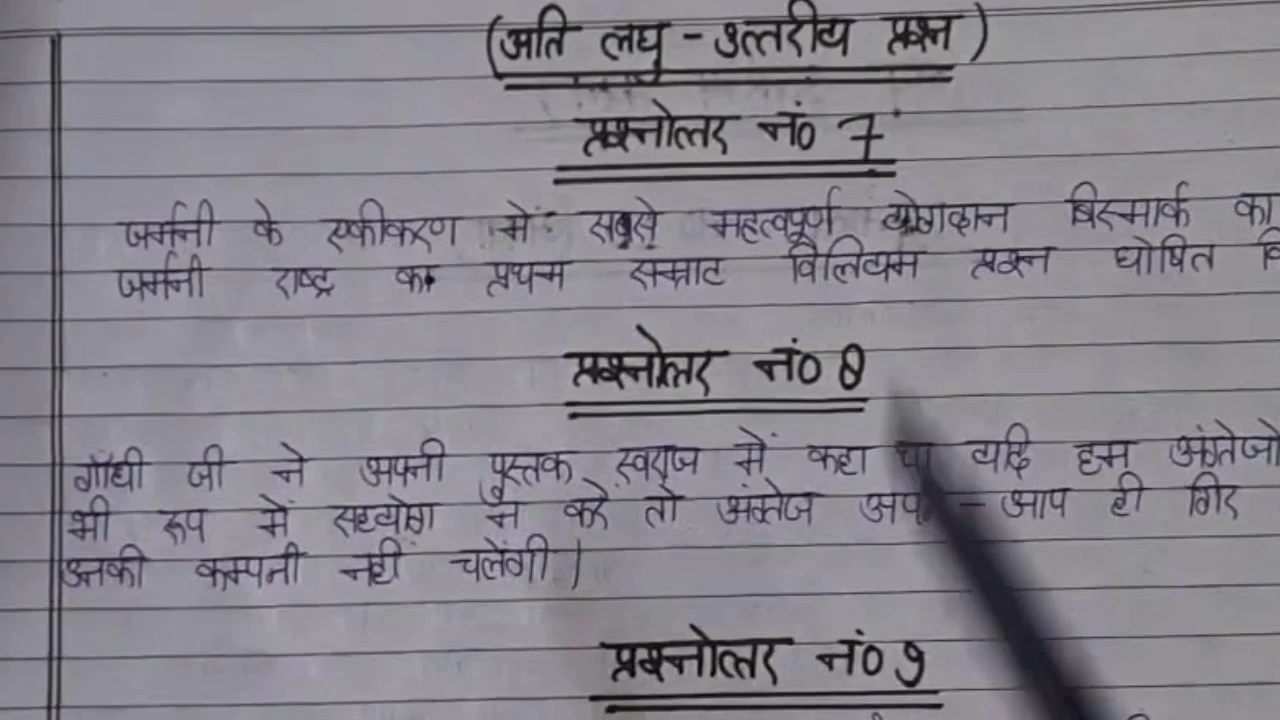 (अति लघु - उत्तरीय प्रश्न)
प्रश्नोत्तर नं० 7
जर्मनी के एकीकरण में सबसे महत्वपूर्ण योगदान बिस्मार्क का
जर्मनी राष्ट्र का प्रथम सम्राट विलियम प्रश्न घोषित
प्रश्नोत्तर नं० 8
गाँधी जी ने अपनी पुस्तक स्वराज में कहा था यदि हम अंग्रेजो
भी रूप में सहयोग न करे तो अंग्रेज अप - आप ही गिर
उनकी कम्पनी नहीं चलेंगी।
प्रश्नोत्तर नं० 9